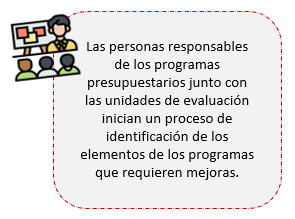 Las personas responsables
de los programas
presupuestarios junto con
las unidades de evaluación
inician un proceso de
identificación de los
elementos de los programas
que requieren mejoras.